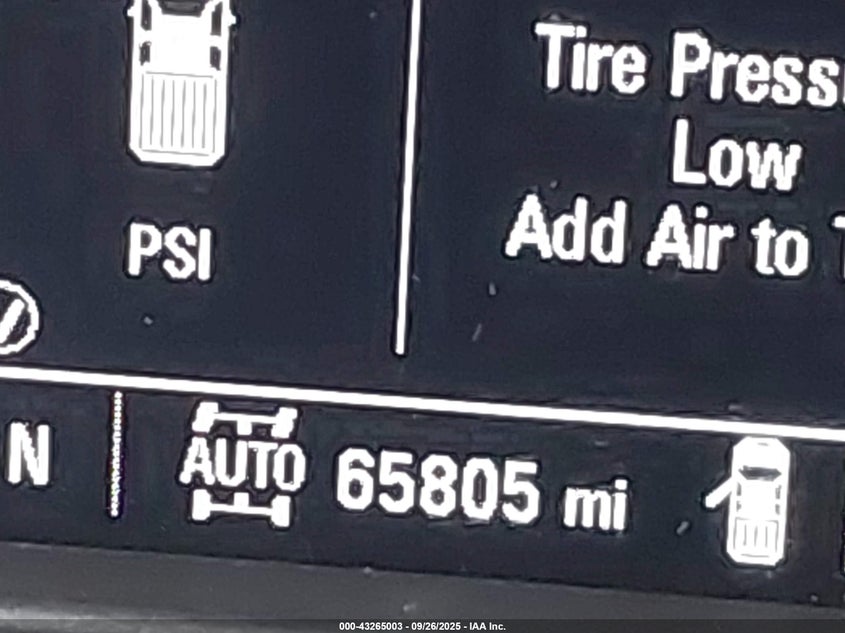 Tire Press
Low
Add Air to
PSI
N
AUTO
65805 mi
000-43265003 - 09/26/2025 - IAA Inc.